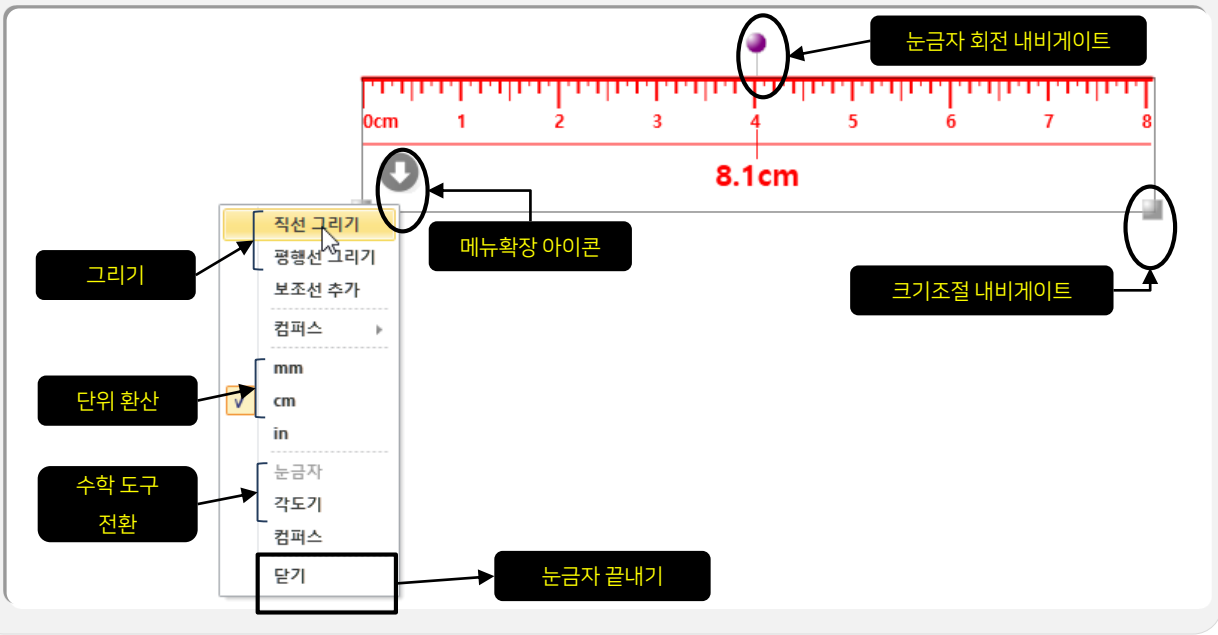 눈금자 회전 내비게이트
0cm 1 2 3 4 5 6 7 8
8.1cm
메뉴확장 아이콘
크기조절 내비게이트
직선 그리기
평행선 그리기
보조선 추가
컴퍼스
mm
cm
in
눈금자
각도기
컴퍼스
닫기
그리기
단위 환산
수학 도구
전환
눈금자 끝내기